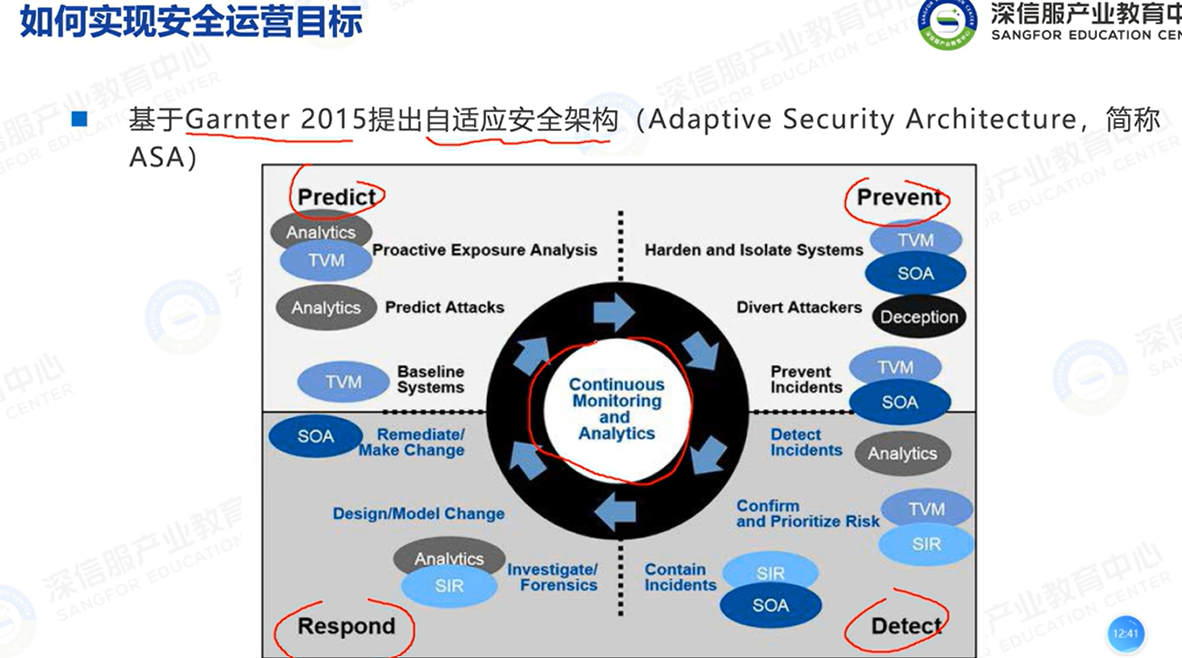 如何实现安全运营目标
深信服产业教育中
SANGFOR EDUCATION CENT
基于Garnter 2015提出自适应安全架构（Adaptive Security Architecture，简称
ASA）
Predict
Prevent
Analytics
TVM
Proactive Exposure Analysis
Harden and Isolate Systems
TVM
SOA
Analytics
Predict Attacks
Divert Attackers
Deception
TVM
Baseline
Systems
Prevent
Incidents
TVM
SOA
Continuous
Monitoring
and
Analytics
SOA
Remediate/
Make Change
Detect
Incidents
Analytics
Design/Model Change
Confirm
and Prioritize Risk
TVM
SIR
Analytics
SIR
Investigate/
Forensics
Contain
Incidents
SIR
SOA
Respond
Detect
12:41